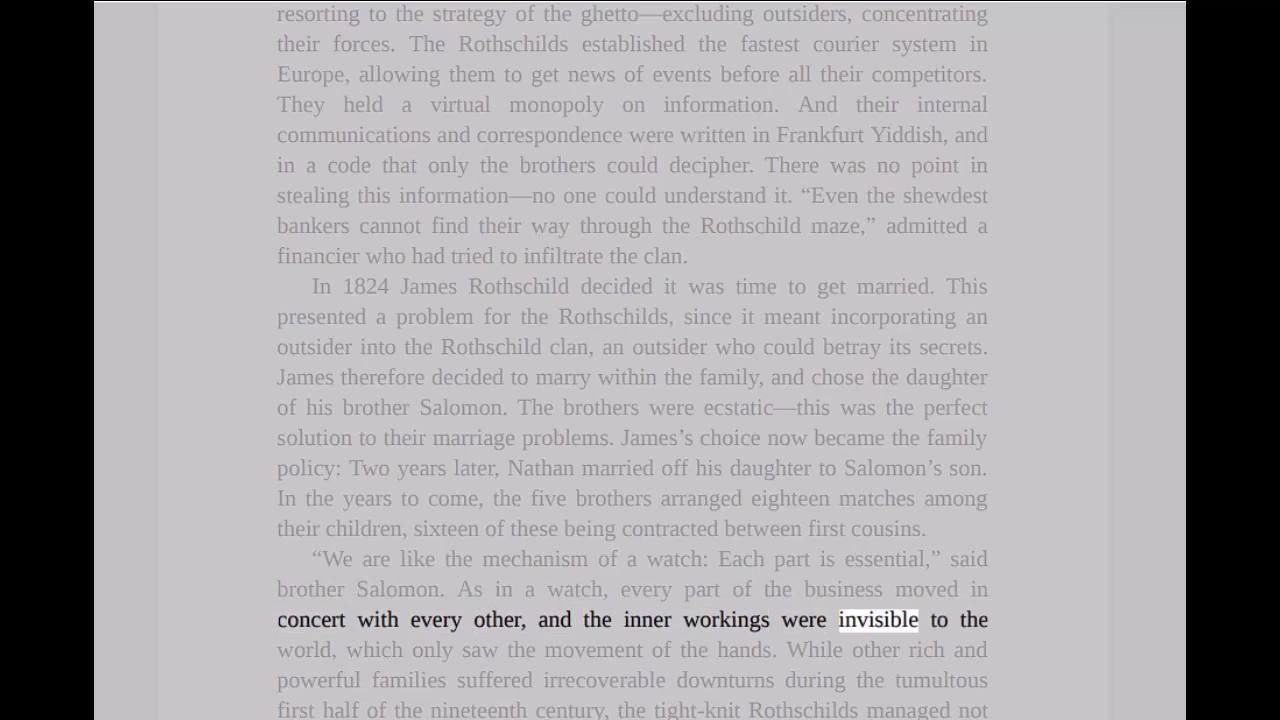 resorting to the strategy of the ghetto—excluding outsiders, concentrating
their forces. The Rothschilds established the fastest courier system in
Europe, allowing them to get news of events before all their competitors.
They held a virtual monopoly on information. And their internal
communications and correspondence were written in Frankfurt Yiddish, and
in a code that only the brothers could decipher. There was no point in
stealing this information—no one could understand it. “Even the shewdest
bankers cannot find their way through the Rothschild maze,” admitted a
financier who had tried to infiltrate the clan.
In 1824 James Rothschild decided it was time to get married. This
presented a problem for the Rothschilds, since it meant incorporating an
outsider into the Rothschild clan, an outsider who could betray its secrets.
James therefore decided to marry within the family, and chose the daughter
of his brother Salomon. The brothers were ecstatic—this was the perfect
solution to their marriage problems. James’s choice now became the family
policy: Two years later, Nathan married off his daughter to Salomon’s son.
In the years to come, the five brothers arranged eighteen matches among
their children, sixteen of these being contracted between first cousins.
“We are like the mechanism of a watch: Each part is essential,” said
brother Salomon. As in a watch, every part of the business moved in
concert with every other, and the inner workings were invisible to the
world, which only saw the movement of the hands. While other rich and
powerful families suffered irrecoverable downturns during the tumultous
first half of the nineteenth century, the tight-knit Rothschilds managed not